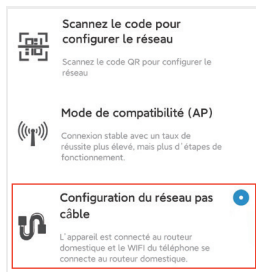 Scannez le code pour
configurer le réseau
Scannez le code QR pour configurer le
réseau
Mode de compatibilité (AP)
Connexion stable avec un taux de
réussite plus élevé, mais plus d´étapes de
fonctionnement.
Configuration du réseau pas
câble
L´appareil est connecté au routeur
domestique et le WIFI du téléphone se
connecte au routeur domestique.